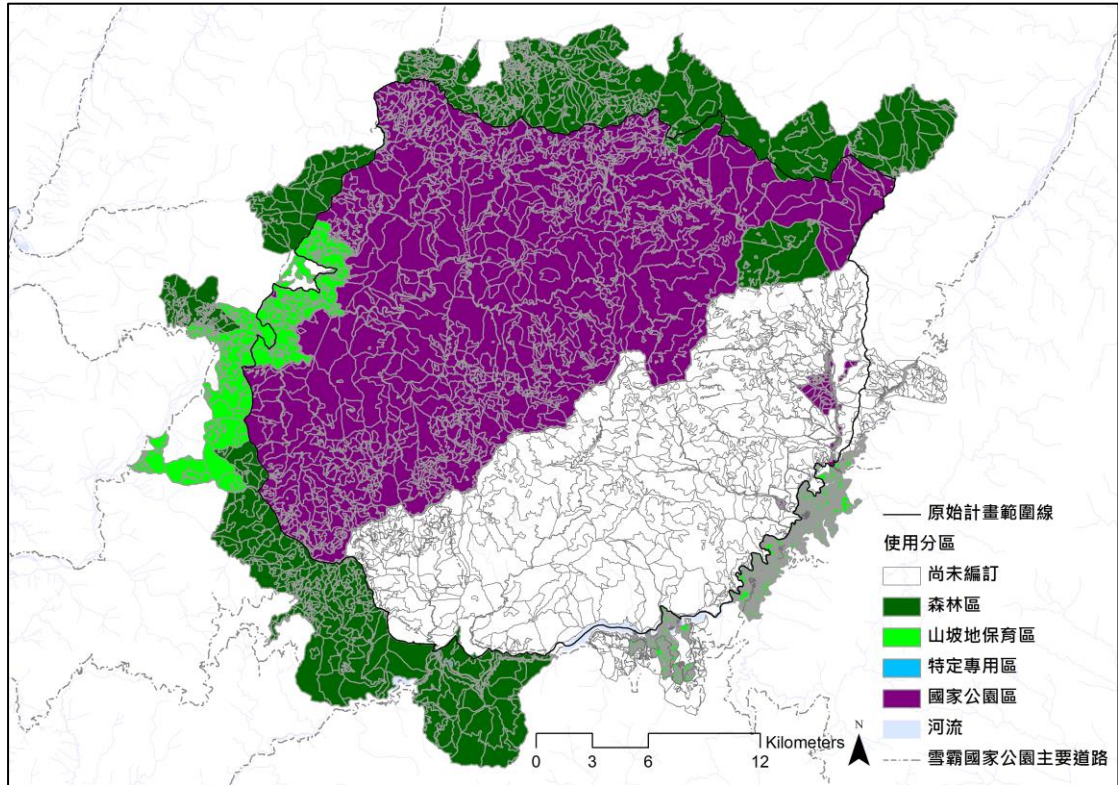 原始計畫範圍線
使用分區
尚未編訂
森林區
山坡地保育區
特定專用區
國家公園區
河流
雪霸國家公園主要道路
N
Kilometers
0 3 6 12